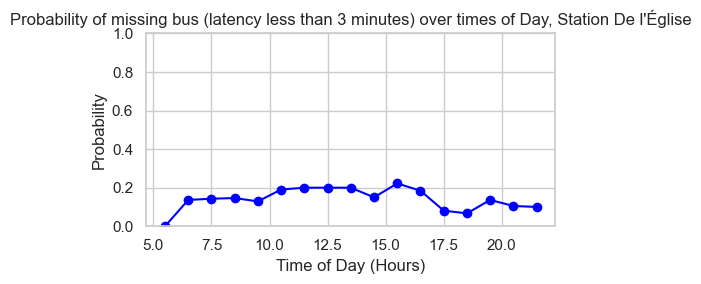 Probability of missing bus (latency less than 3 minutes) over times of Day, Station De l'Église
1.0
0.8
0.6
0.4
0.2
0.0
Probability
5.0 7.5 10.0 12.5 15.0 17.5 20.0
Time of Day (Hours)